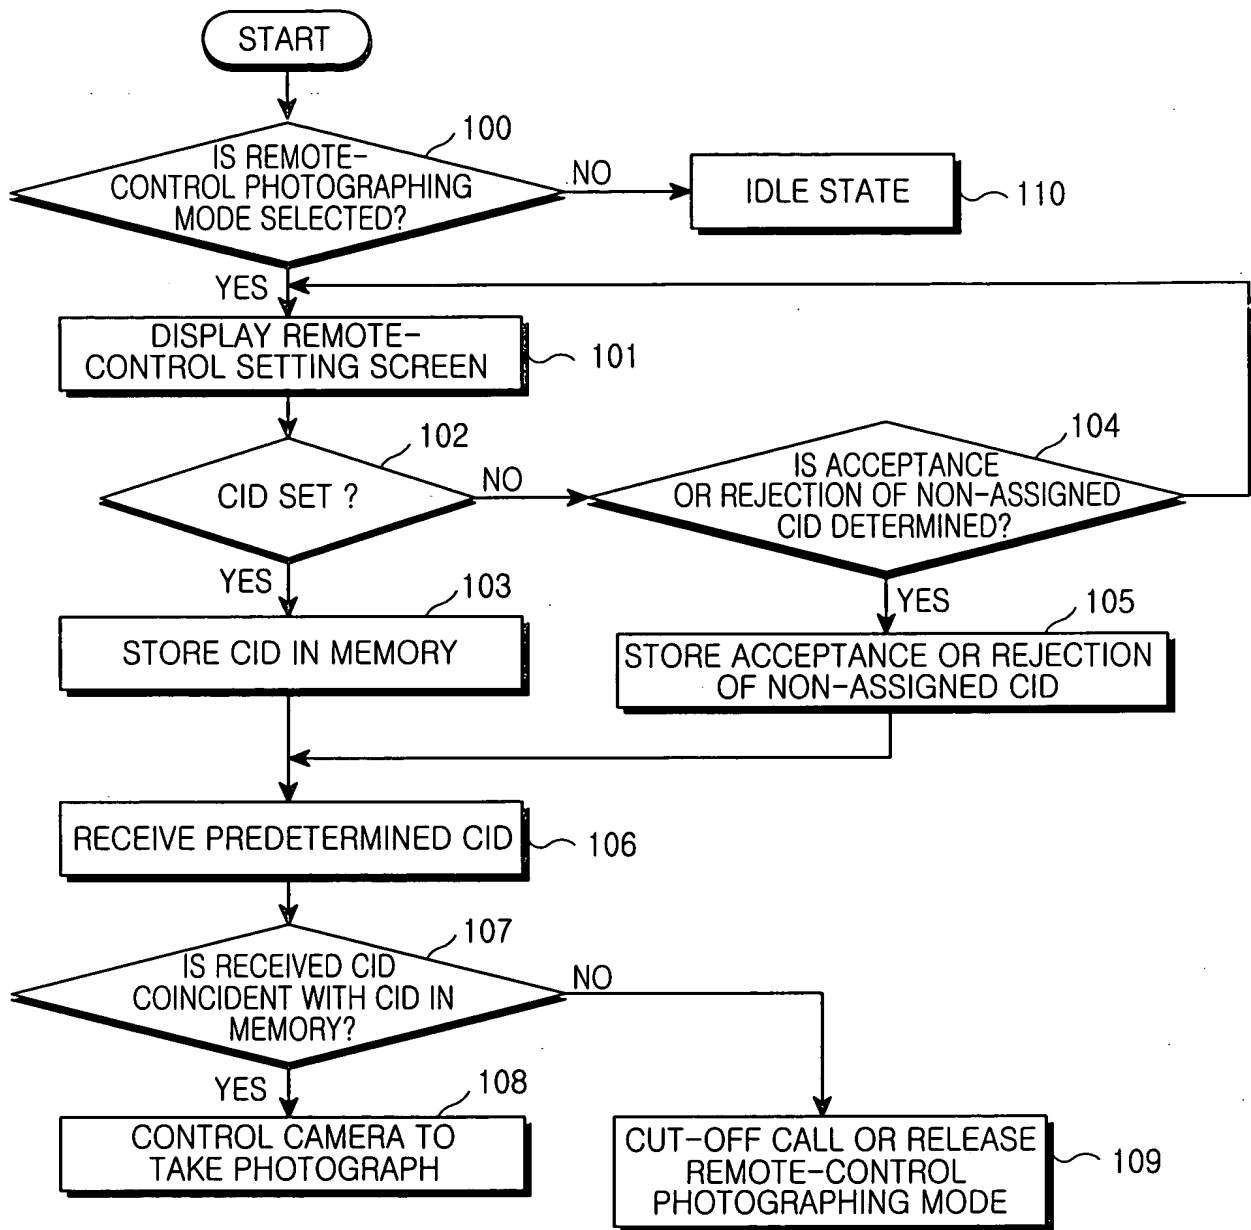 START
100
IS REMOTE-
CONTROL PHOTOGRAPHING
MODE SELECTED?
NO
IDLE STATE
110
YES
DISPLAY REMOTE-
CONTROL SETTING SCREEN
101
102
CID SET ?
NO
104
IS ACCEPTANCE
OR REJECTION OF NON-ASSIGNED
CID DETERMINED?
YES
103
STORE CID IN MEMORY
YES
105
STORE ACCEPTANCE OR REJECTION
OF NON-ASSIGNED CID
RECEIVE PREDETERMINED CID
106
107
IS RECEIVED CID
COINCIDENT WITH CID IN
MEMORY?
NO
YES
108
CONTROL CAMERA TO
TAKE PHOTOGRAPH
CUT-OFF CALL OR RELEASE
REMOTE-CONTROL
PHOTOGRAPHING MODE
109